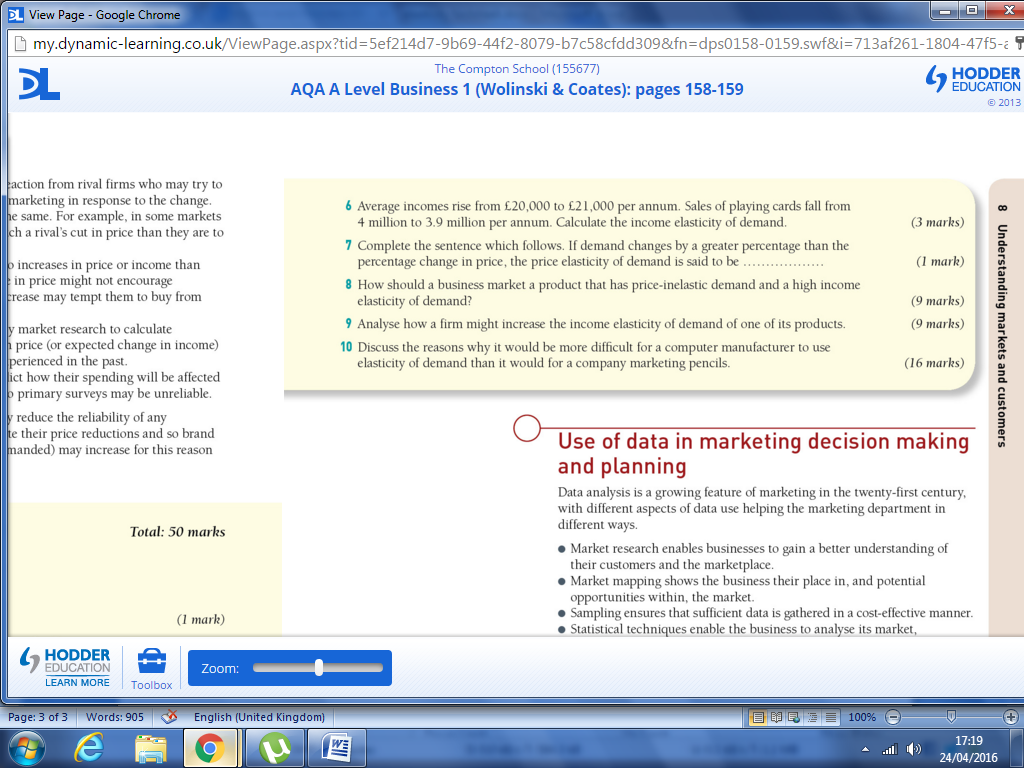 View Page - Google Chrome
my.dynamic-learning.co.uk/ViewPage.aspx?tid=5ef214d7-9b69-44f2-8079-b7c58cfdd309&fn=dps0158-0159.swf&i=713af261-1804-47f5-a
DL
The Compton School (155677)
AQA A Level Business 1 (Wolinski & Coates): pages 158-159
HODDER
EDUCATION
© 2013
eaction from rival firms who may try to
marketing in response to the change.
he same. For example, in some markets
ch a rival's cut in price than they are to
o increases in price or income than
e in price might not encourage
crease may tempt them to buy from
y market research to calculate
n price (or expected change in income)
perienced in the past.
dict how their spending will be affected
o primary surveys may be unreliable.
y reduce the reliability of any
te their price reductions and so brand
manded) may increase for this reason
Total: 50 marks
(1 mark)
6 Average incomes rise from £20,000 to £21,000 per annum. Sales of playing cards fall from
4 million to 3.9 million per annum. Calculate the income elasticity of demand. (3 marks)
7 Complete the sentence which follows. If demand changes by a greater percentage than the
percentage change in price, the price elasticity of demand is said to be .................. (1 mark)
8 How should a business market a product that has price-inelastic demand and a high income
elasticity of demand? (9 marks)
9 Analyse how a firm might increase the income elasticity of demand of one of its products. (9 marks)
10 Discuss the reasons why it would be more difficult for a computer manufacturer to use
elasticity of demand than it would for a company marketing pencils. (16 marks)
Use of data in marketing decision making
and planning
Data analysis is a growing feature of marketing in the twenty-first century,
with different aspects of data use helping the marketing department in
different ways.
● Market research enables businesses to gain a better understanding of
their customers and the marketplace.
● Market mapping shows the business their place in, and potential
opportunities within, the market.
● Sampling ensures that sufficient data is gathered in a cost-effective manner.
● Statistical techniques enable the business to analyse its market,
8 Understanding markets and customers
HODDER
EDUCATION
LEARN MORE
Toolbox
Zoom:
Page: 3 of 3 Words: 905 English (United Kingdom) 100%
17:19
24/04/2016